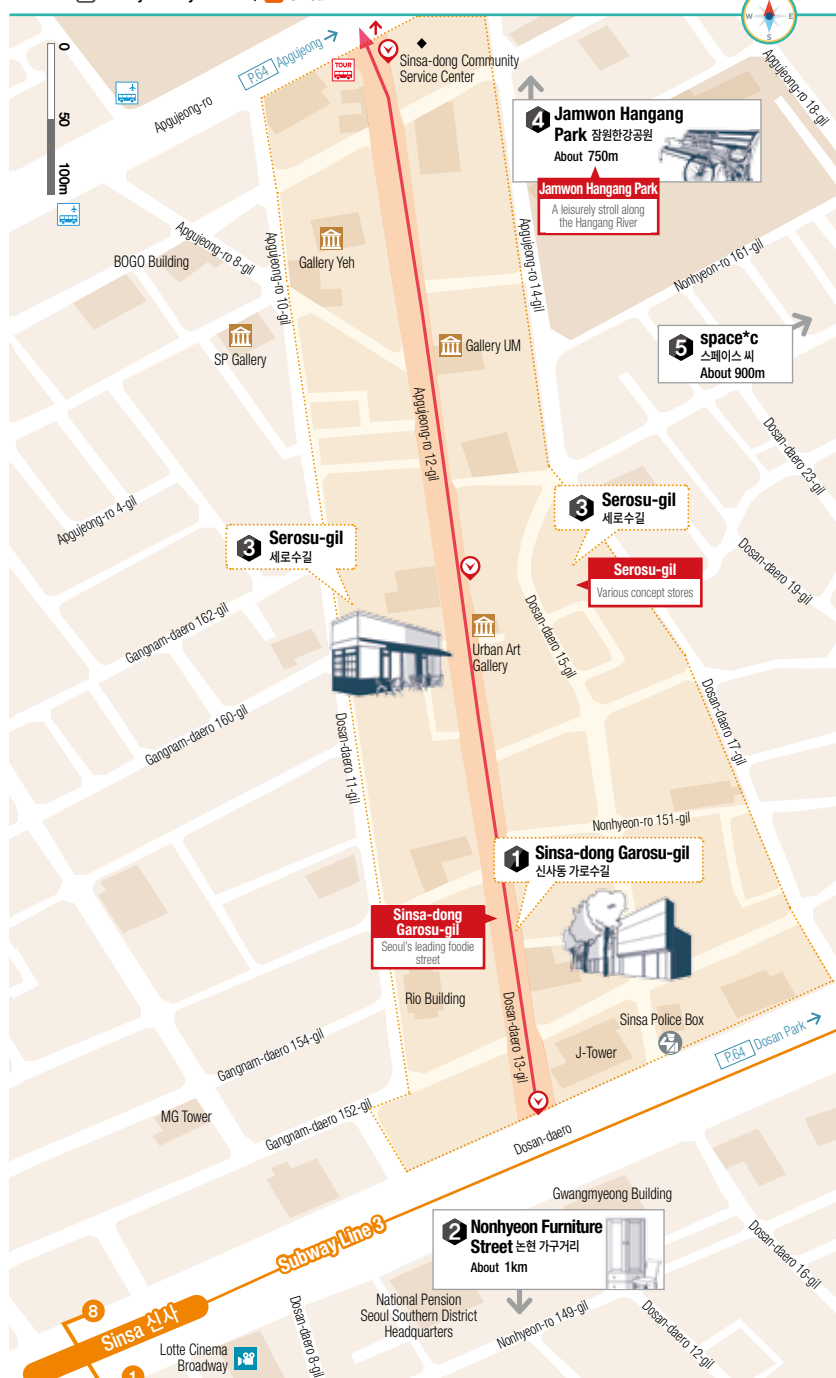 W
E
S
Sinsa-dong Community
Service Center
TOUR
P.64 Apgujeong
Apgujeong-ro
Apgujeong-ro 18-gil
0
50
100m
4 Jamwon Hangang
Park 잠원한강공원
About 750m
Jamwon Hangang Park
A leisurely stroll along
the Hangang River
Apgujeong-ro 8-gil
Apgujeong-ro 10-gil
Apgujeong-ro 14-gil
Nonhyeon-ro 161-gil
BOGO Building
Gallery Yeh
SP Gallery
Gallery UM
5 space*c
스페이스 씨
About 900m
Apgujeong-ro 12-gil
Dosan-daero 23-gil
Apgujeong-ro 4-gil
3 Serosu-gil
세로수길
3 Serosu-gil
세로수길
Dosan-daero 19-gil
Serosu-gil
Various concept stores
Gangnam-daero 162-gil
Urban Art
Gallery
Dosan-daero 15-gil
Gangnam-daero 160-gil
Dosan-daero 11-gil
Dosan-daero 17-gil
Nonhyeon-ro 151-gil
1 Sinsa-dong Garosu-gil
신사동 가로수길
Sinsa-dong
Garosu-gil
Seoul's leading foodie
street
Rio Building
Dosan-daero 13-gil
Sinsa Police Box
J-Tower
P.64 Dosan Park
Gangnam-daero 154-gil
MG Tower
Gangnam-daero 152-gil
Dosan-daero
Gwangmyeong Building
Subway Line 3
2 Nonhyeon Furniture
Street 논현 가구거리
About 1km
Dosan-daero 16-gil
8
Sinsa 신사
1
National Pension
Seoul Southern District
Headquarters
Lotte Cinema
Broadway
Dosan-daero 8-gil
Nonhyeon-ro 149-gil
Dosan-daero 12-gil